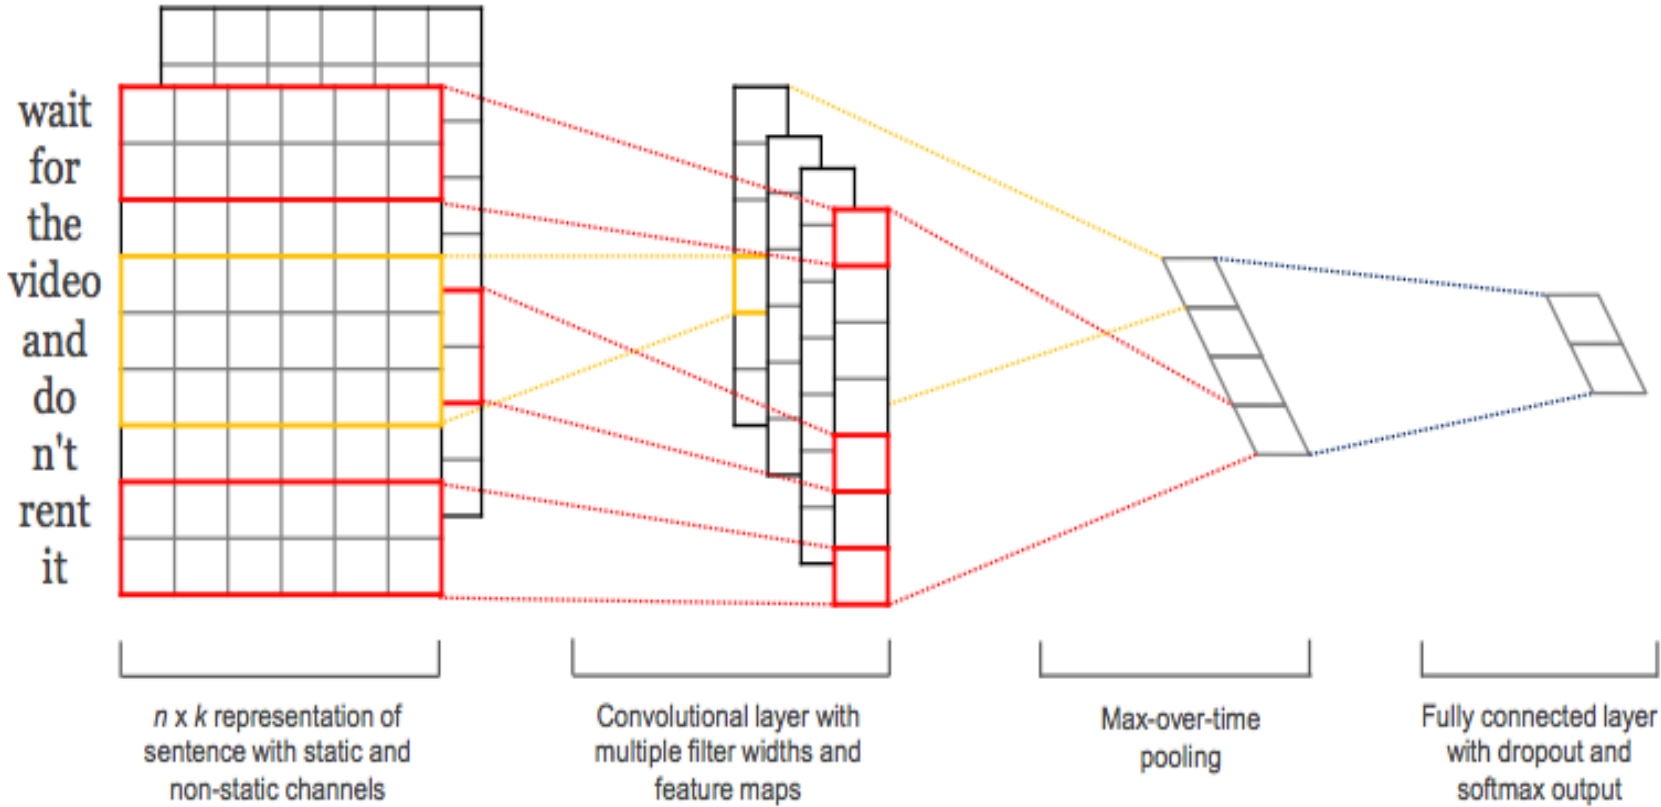 wait
for
the
video
and
do
n't
rent
it
n x k representation of
sentence with static and
non-static channels
Convolutional layer with
multiple filter widths and
feature maps
Max-over-time
pooling
Fully connected layer
with dropout and
softmax output